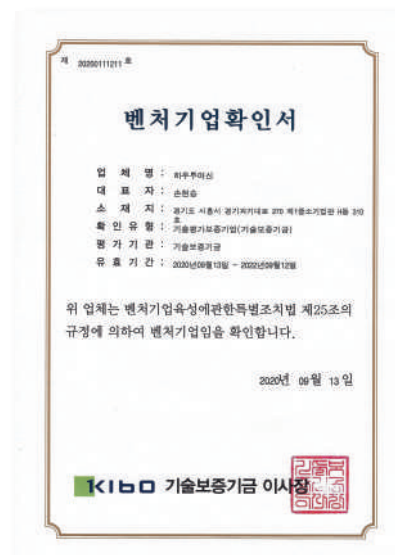 제 20200111211 호
벤처기업확인서
업 체 명 : 하우투머신
대 표 자 : 손현승
소 재 지 : 경기도 시흥시 경기과기대로 270 제1중소기업관 H동 310
호
확 인 유 형 : 기술평가보증기업(기술보증기금)
평 가 기 관 : 기술보증기금
유 효 기 간 : 2020년09월13일 ~ 2022년09월12일
위 업체는 벤처기업육성에관한특별조치법 제25조의
규정에 의하여 벤처기업임을 확인합니다.
2020년 09월 13일
KIBO 기술보증기금 이사장